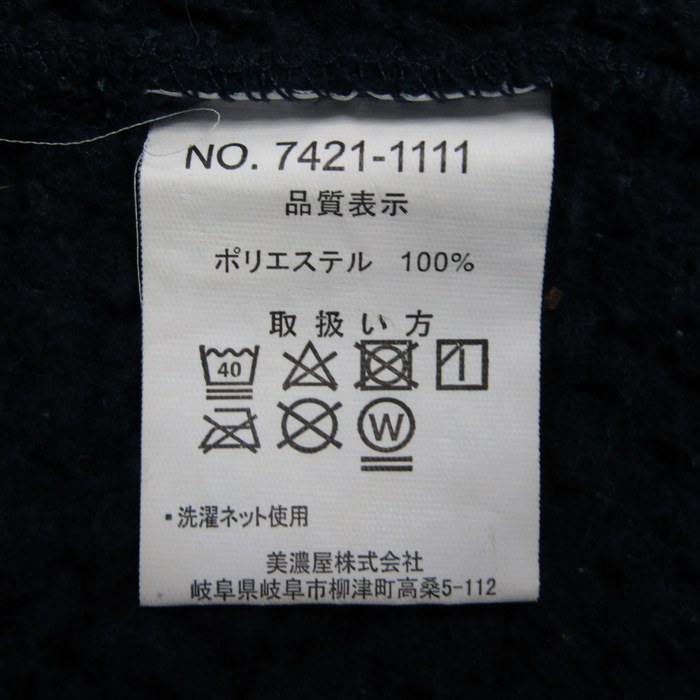 NO. 7421-1111
品質表示
ポリエステル 100%
取扱い方
40
W
・洗濯ネット使用
美濃屋株式会社
岐阜県岐阜市柳津町高桑5-112